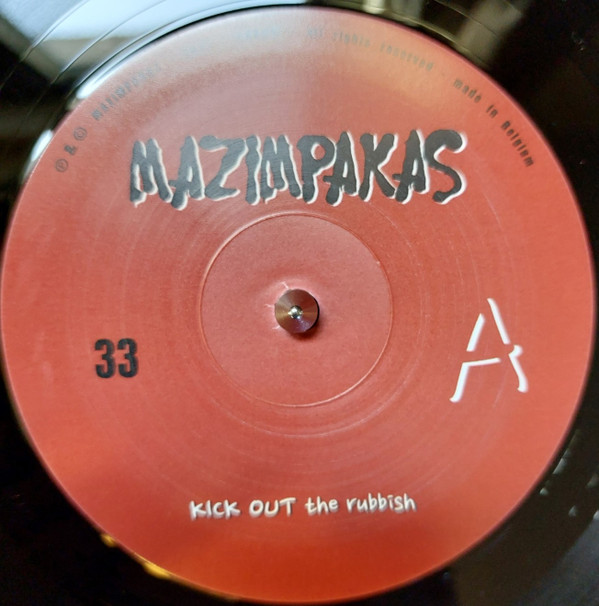 ℗ & © MAZIMPAKAS all rights reserved - made in Belgium
MAZIMPAKAS
33
A
KICK OUT the rubbish